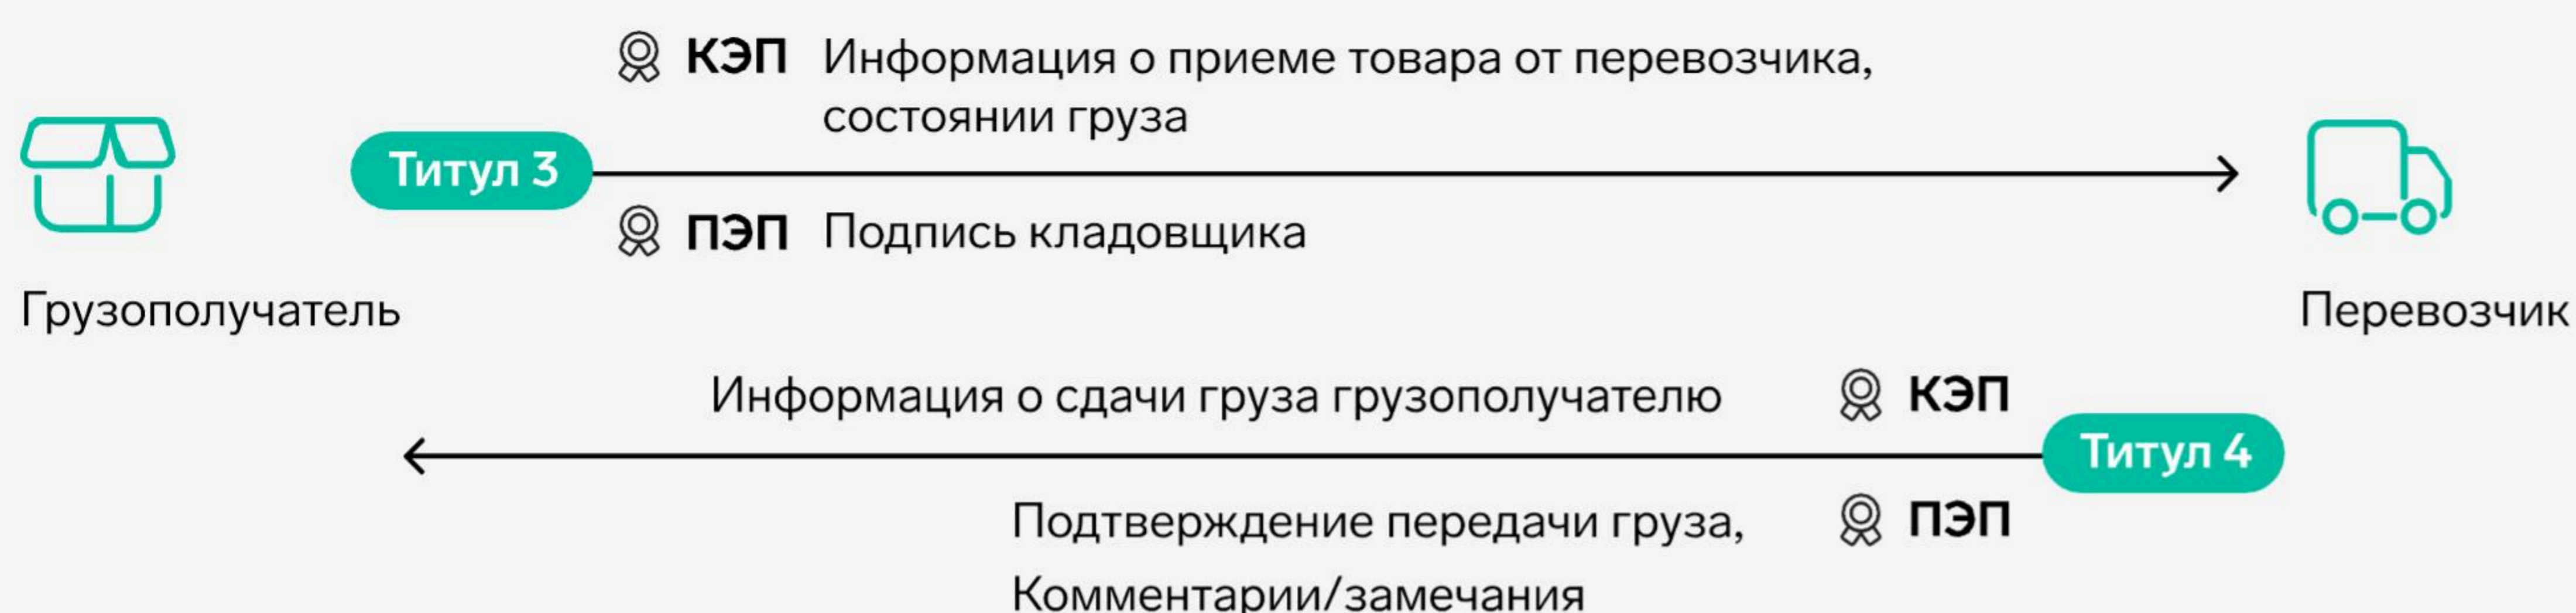 КЭП Информация о приеме товара от перевозчика,
состоянии груза
Титул 3
ПЭП Подпись кладовщика
Грузополучатель
Перевозчик
Информация о сдачи груза грузополучателю КЭП
Титул 4
Подтверждение передачи груза, ПЭП
Комментарии/замечания